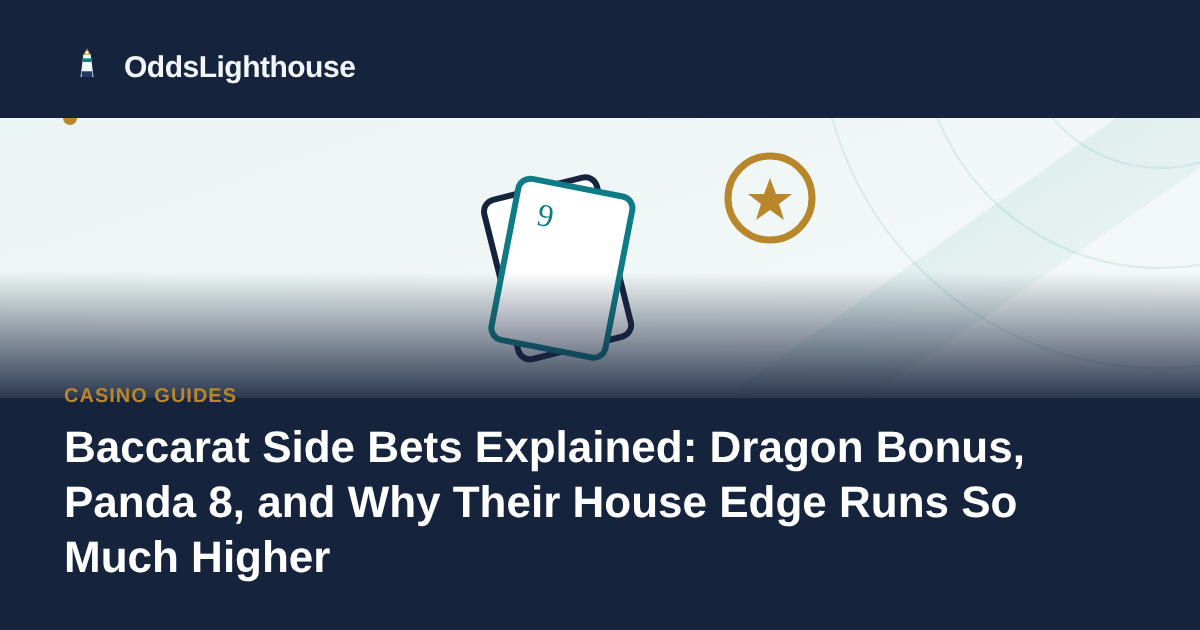 OddsLighthouse
9
CASINO GUIDES
Baccarat Side Bets Explained: Dragon Bonus,
Panda 8, and Why Their House Edge Runs So
Much Higher